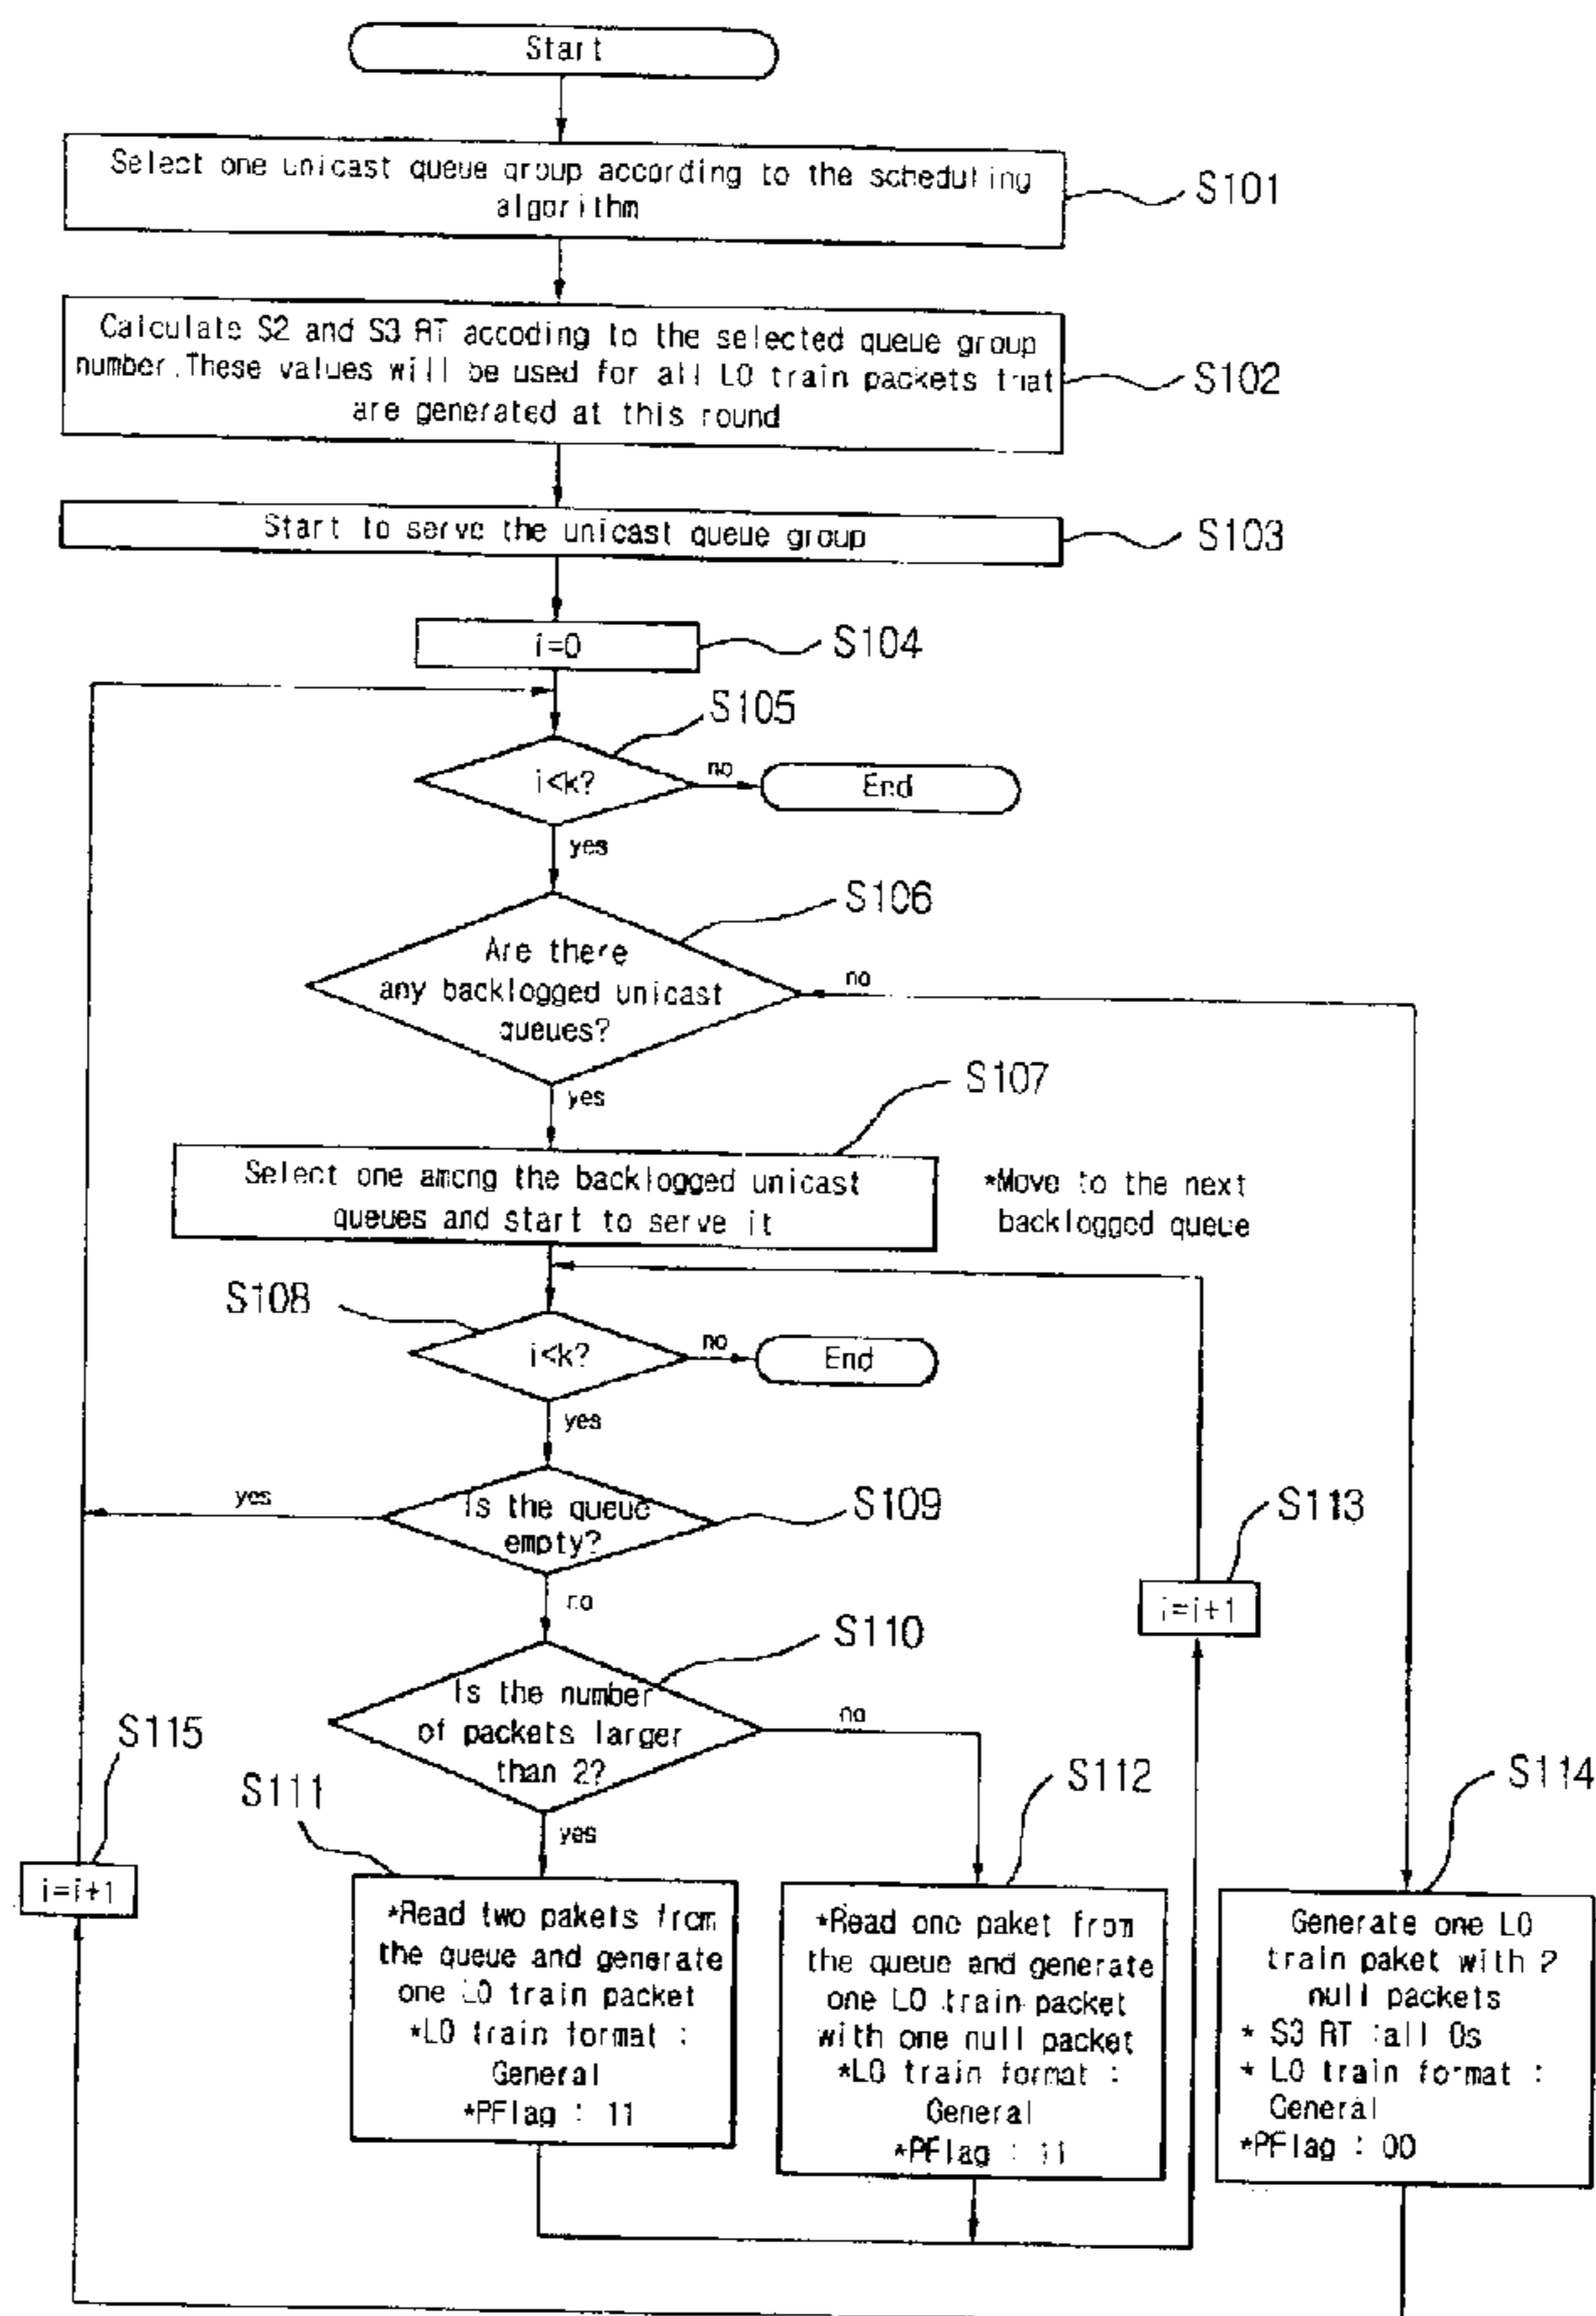 Start
Select one unicast queue group according to the scheduling
algorithm
S101
Calculate S2 and S3 RT accoding to the selected queue group
number.These values will be used for all L0 train packets that
are generated at this round
S102
Start to serve the unicast queue group
S103
i=0
S104
S105
i<k?
no
End
yes
S106
Are there
any backlogged unicast
queues?
no
yes
S107
Select one among the backlogged unicast
queues and start to serve it
*Move to the next
backlogged queue
S108
i<k?
no
End
yes
Is the queue
empty?
yes
S109
no
S113
i=i+1
S110
Is the number
of packets larger
than 2?
no
yes
S115
i=i+1
S111
*Read two pakets from
the queue and generate
one L0 train packet
*L0 train format :
General
*PFlag : 11
S112
*Read one paket from
the queue and generate
one L0 train packet
with one null packet
*L0 train format :
General
*PFlag : 11
S114
Generate one L0
train paket with 2
null packets
* S3 RT :all 0s
* L0 train format :
General
*PFlag : 00